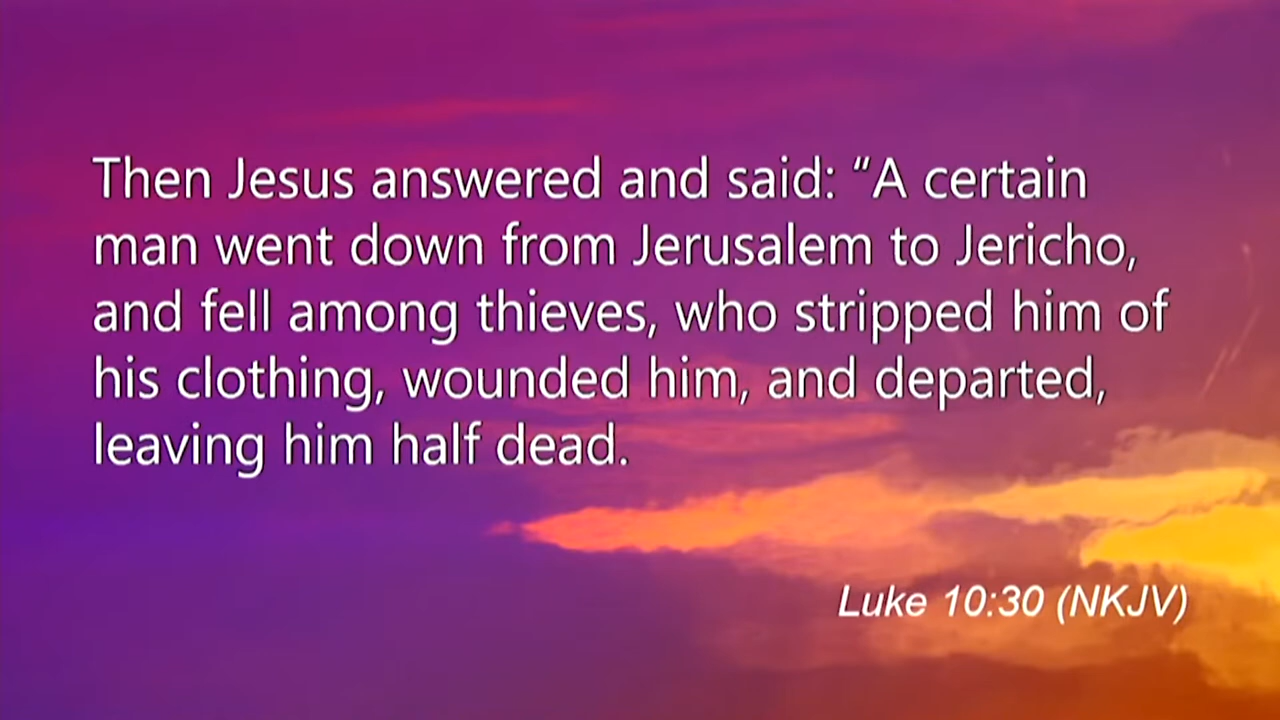 Then Jesus answered and said: “A certain
man went down from Jerusalem to Jericho,
and fell among thieves, who stripped him of
his clothing, wounded him, and departed,
leaving him half dead.
Luke 10:30 (NKJV)